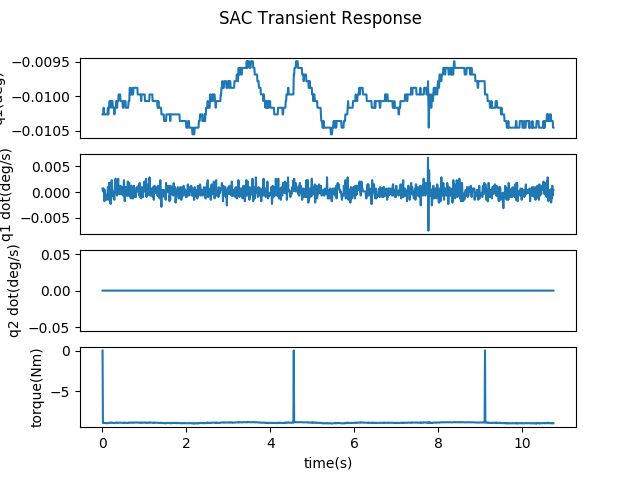 SAC Transient Response
q1(deg)
−0.0095
−0.0100
−0.0105
q1 dot(deg/s)
0.005
0.000
−0.005
q2 dot(deg/s)
0.05
0.00
−0.05
torque(Nm)
0
−5
0 2 4 6 8 10
time(s)